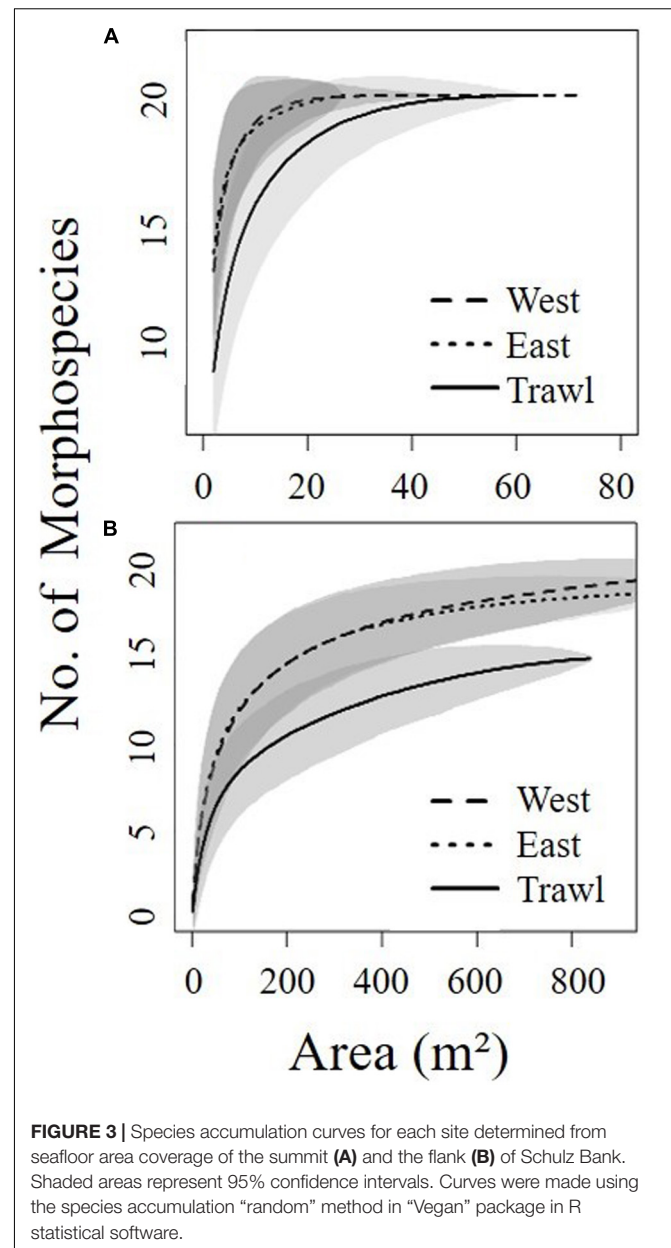 A
No. of Morphospecies
20
15
10
West
East
Trawl
0 20 40 60 80
B
20
15
10
5
0
West
East
Trawl
0 200 400 600 800
Area (m²)
FIGURE 3 | Species accumulation curves for each site determined from
seafloor area coverage of the summit (A) and the flank (B) of Schulz Bank.
Shaded areas represent 95% confidence intervals. Curves were made using
the species accumulation “random” method in “Vegan” package in R
statistical software.